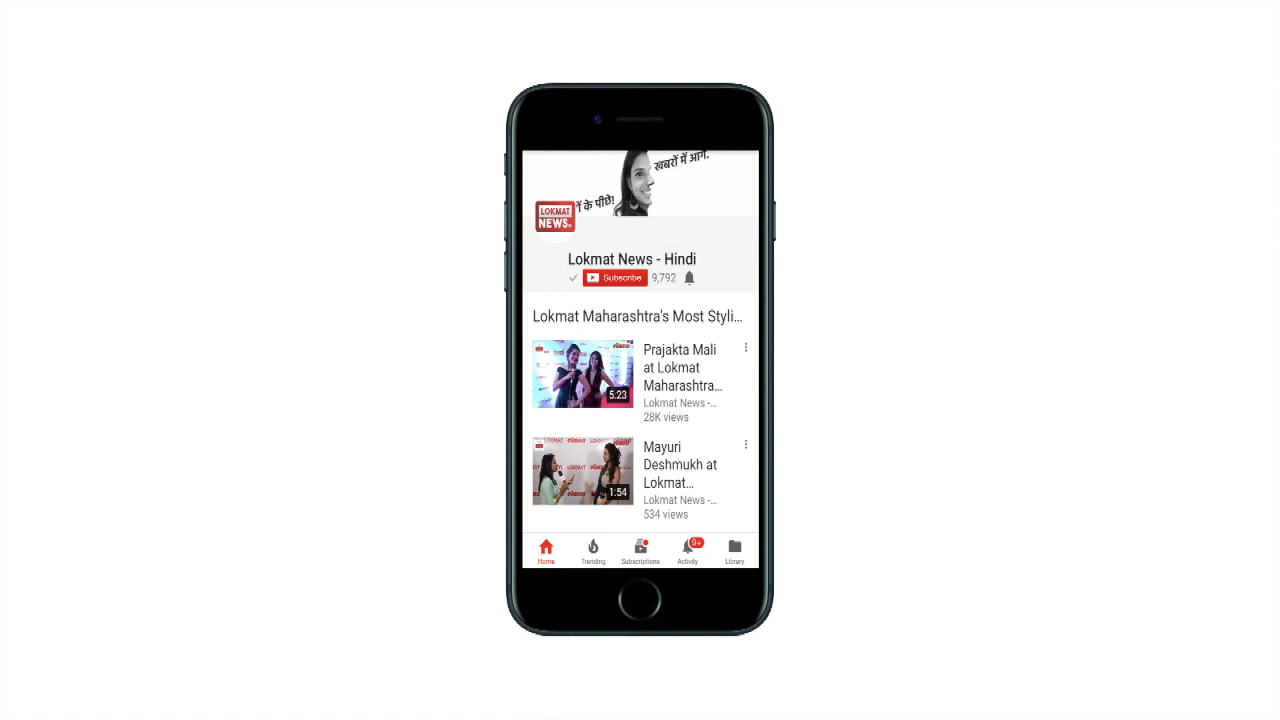 खबरों में आगे,
ों के पीछे!
LOKMAT
NEWS
Lokmat News - Hindi
Subscribe 9,792
Lokmat Maharashtra's Most Styli...
Prajakta Mali
at Lokmat
Maharashtra...
Lokmat News -...
28K views
5:23
Mayuri
Deshmukh at
Lokmat...
Lokmat News -...
534 views
1:54
9+
Home Trending Subscriptions Activity Library